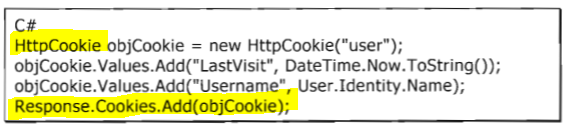 C#
HttpCookie objCookie = new HttpCookie("user");
objCookie.Values.Add("LastVisit", DateTime.Now.ToString());
objCookie.Values.Add("Username", User.Identity.Name);
Response.Cookies.Add(objCookie);